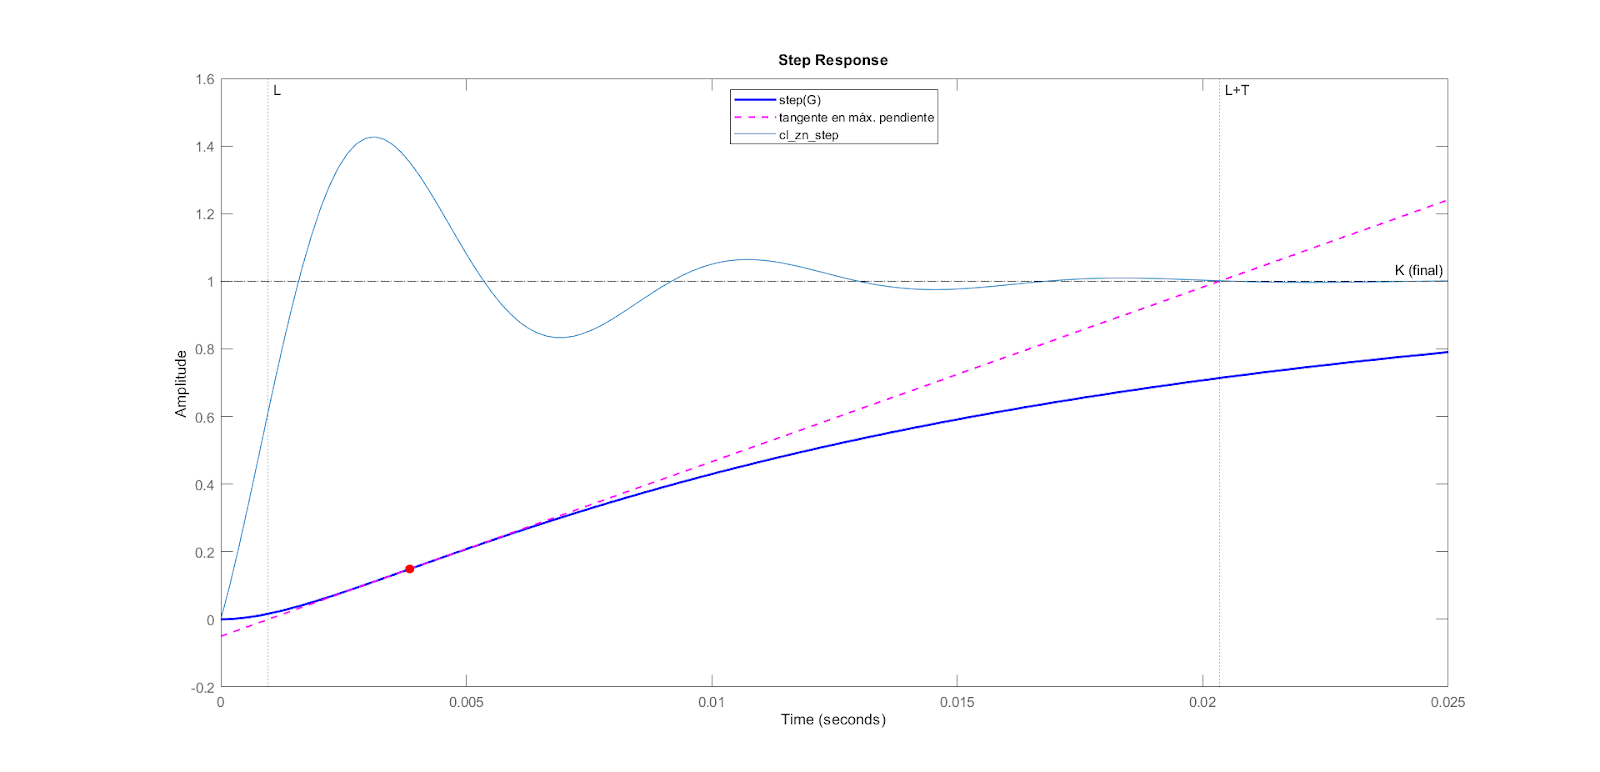 Step Response
1.6
1.4
1.2
1
0.8
0.6
0.4
0.2
0
-0.2
Amplitude
L
step(G)
tangente en máx. pendiente
cl_zn_step
L+T
K (final)
0
0.005
0.01
0.015
0.02
0.025
Time (seconds)